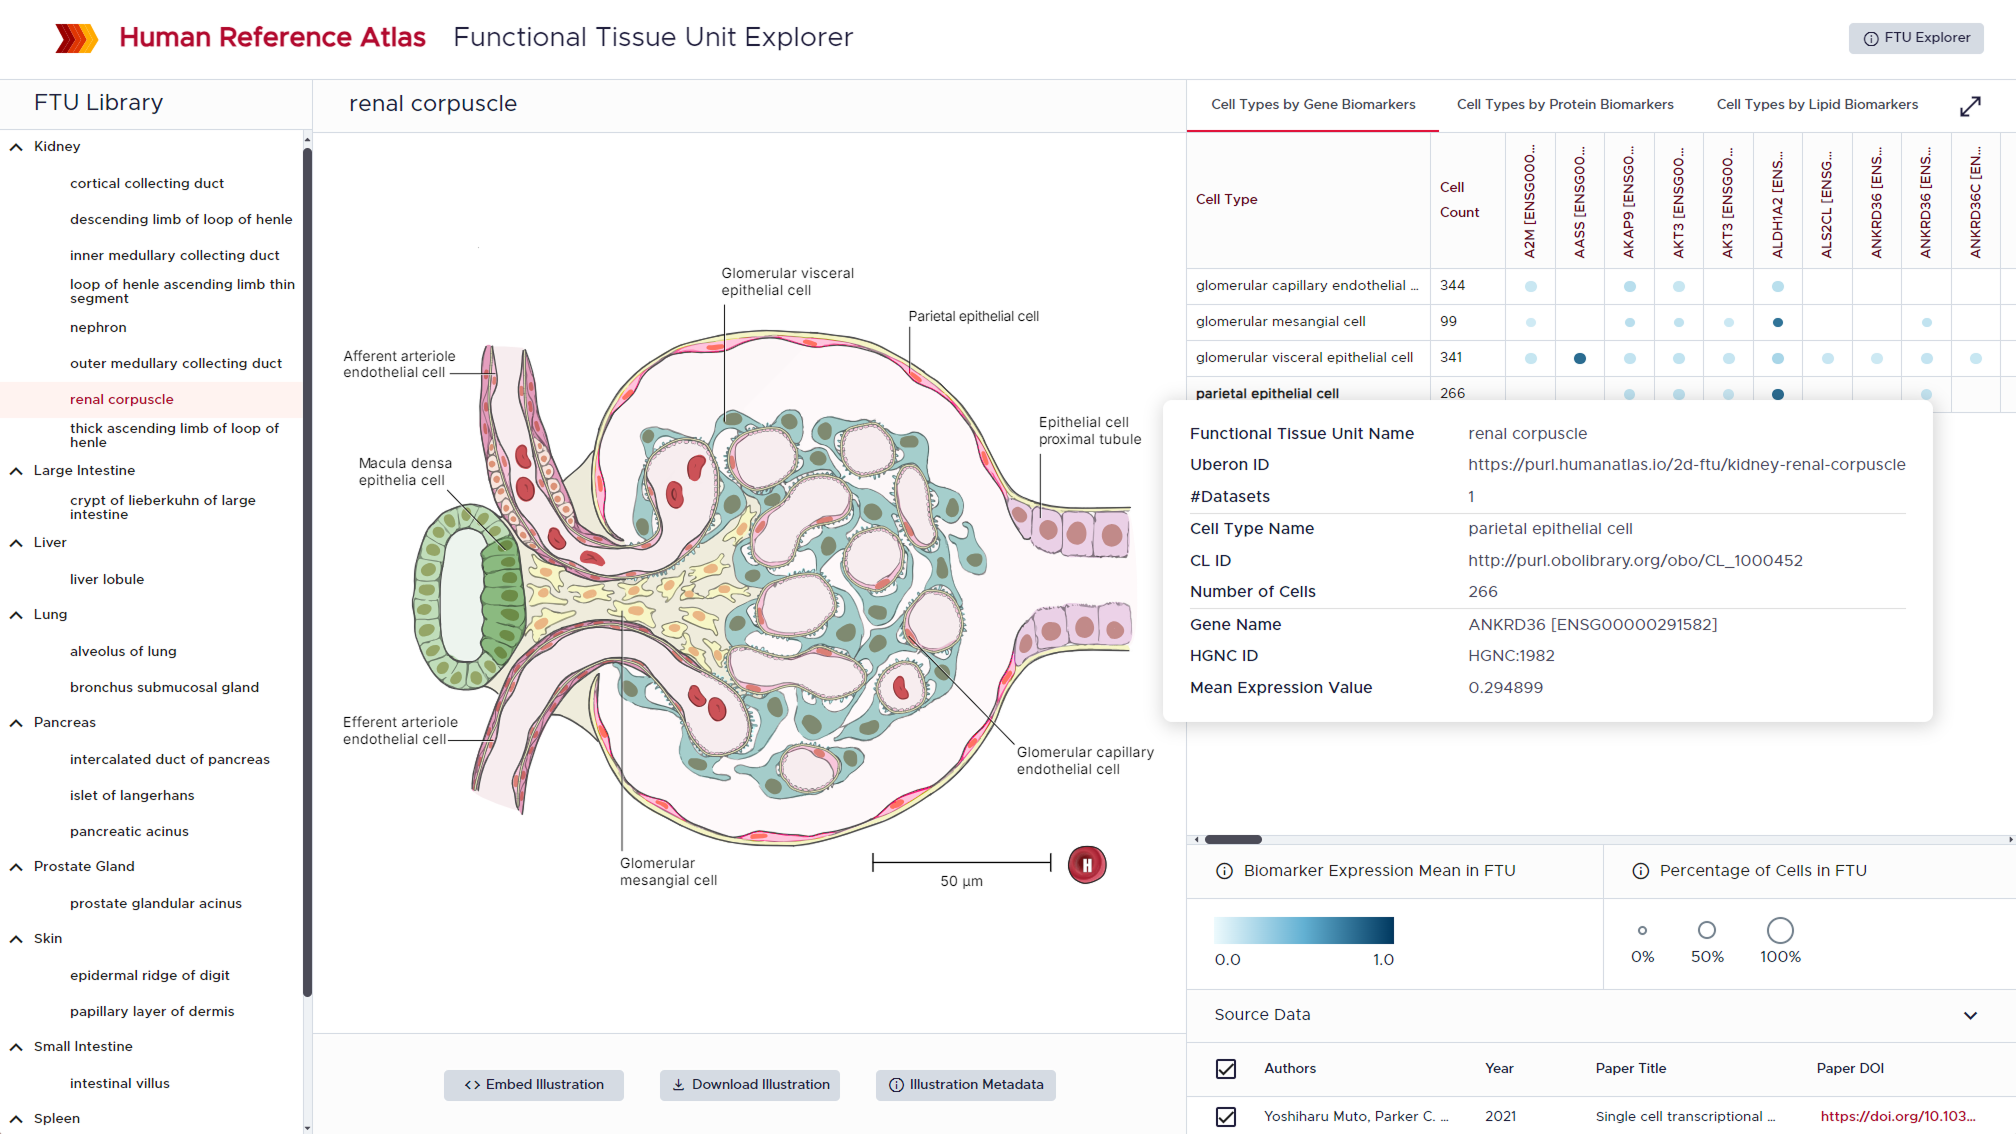 Human Reference Atlas Functional Tissue Unit Explorer
FTU Explorer
FTU Library
Kidney
cortical collecting duct
descending limb of loop of henle
inner medullary collecting duct
loop of henle ascending limb thin
segment
nephron
outer medullary collecting duct
renal corpuscle
thick ascending limb of loop of
henle
Large Intestine
crypt of lieberkuhn of large
intestine
Liver
liver lobule
Lung
alveolus of lung
bronchus submucosal gland
Pancreas
intercalated duct of pancreas
islet of langerhans
pancreatic acinus
Prostate Gland
prostate glandular acinus
Skin
epidermal ridge of digit
papillary layer of dermis
Small Intestine
intestinal villus
Spleen
renal corpuscle
Glomerular visceral
epithelial cell
Parietal epithelial cell
Afferent arteriole
endothelial cell
Epithelial cell
proximal tubule
Macula densa
epithelia cell
Efferent arteriole
endothelial cell
Glomerular capillary
endothelial cell
Glomerular
mesangial cell
50 µm
H
Embed Illustration
Download Illustration
Illustration Metadata
Cell Types by Gene Biomarkers
Cell Types by Protein Biomarkers
Cell Types by Lipid Biomarkers
Cell Type
Cell
Count
A2M [ENSG000...
AASS [ENSG00...
AKAP9 [ENSG0...
AKT3 [ENSG00...
AKT3 [ENSG00...
ALDH1A2 [ENS...
ALS2CL [ENSG...
ANKRD36 [ENS...
ANKRD36 [ENS...
ANKRD36C [EN...
glomerular capillary endothelial ... 344
glomerular mesangial cell 99
glomerular visceral epithelial cell 341
parietal epithelial cell 266
Functional Tissue Unit Name renal corpuscle
Uberon ID https://purl.humanatlas.io/2d-ftu/kidney-renal-corpuscle
#Datasets 1
Cell Type Name parietal epithelial cell
CL ID http://purl.obolibrary.org/obo/CL_1000452
Number of Cells 266
Gene Name ANKRD36 [ENSG00000291582]
HGNC ID HGNC:1982
Mean Expression Value 0.294899
Biomarker Expression Mean in FTU
0.0 1.0
Percentage of Cells in FTU
0% 50% 100%
Source Data
Authors Year Paper Title Paper DOI
Yoshiharu Muto, Parker C. ... 2021 Single cell transcriptional ... https://doi.org/10.103...